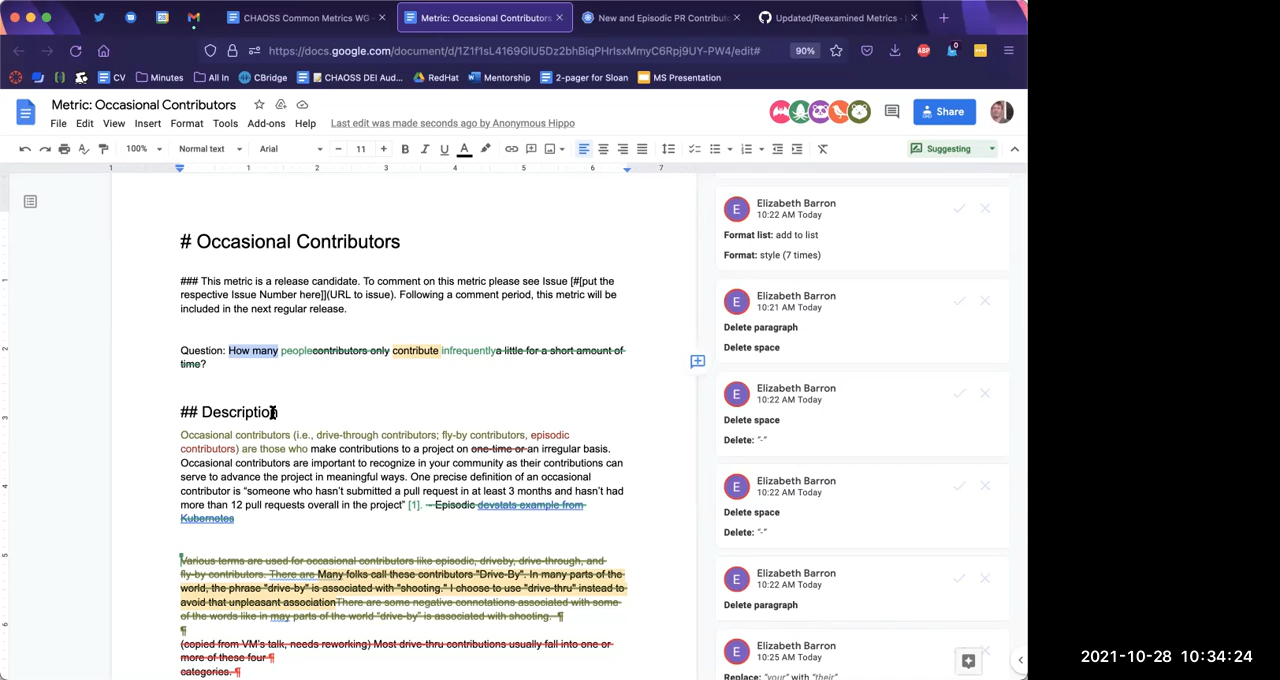 CHAOSS Common Metrics WG -
Metric: Occasional Contributors
New and Episodic PR Contribut
Updated/Reexamined Metrics -
https://docs.google.com/document/d/1Z1f1sL4169GlU5Dz2bhBiqPHrlsxMmyC6Rpj9UY-PW4/edit#
90%
CV Minutes All In CBridge CHAOSS DEI Aud... RedHat Mentorship 2-pager for Sloan MS Presentation
Metric: Occasional Contributors
File Edit View Insert Format Tools Add-ons Help Last edit was made seconds ago by Anonymous Hippo
Share
100% Normal text Arial 11 Suggesting
1 1 2 3 4 5 6 7
# Occasional Contributors
### This metric is a release candidate. To comment on this metric please see Issue [#[put the
respective Issue Number here]](URL to issue). Following a comment period, this metric will be
included in the next regular release.
Question: How many peoplecontributors only contribute infrequentlya little for a short amount of
time?
## Description
Occasional contributors (i.e., drive-through contributors; fly-by contributors, episodic
contributors) are those who make contributions to a project on one-time or an irregular basis.
Occasional contributors are important to recognize in your community as their contributions can
serve to advance the project in meaningful ways. One precise definition of an occasional
contributor is “someone who hasn’t submitted a pull request in at least 3 months and hasn’t had
more than 12 pull requests overall in the project” [1]. - Episodic devstats example from
Kubernetes
Various terms are used for occasional contributors like episodic, driveby, drive-through, and
fly-by contributors. There are Many folks call these contributors "Drive-By". In many parts of the
world, the phrase "drive-by" is associated with "shooting." I choose to use "drive-thru" instead to
avoid that unpleasant associationThere are some negative connotations associated with some
of the words like in may parts of the world "drive-by" is associated with shooting. ¶
¶
(copied from VM's talk, needs reworking) Most drive-thru contributions usually fall into one or
more of these four ¶
categories. ¶
Elizabeth Barron
10:22 AM Today
Format list: add to list
Format: style (7 times)
Elizabeth Barron
10:21 AM Today
Delete paragraph
Delete space
Elizabeth Barron
10:22 AM Today
Delete space
Delete: "-"
Elizabeth Barron
10:22 AM Today
Delete space
Delete: "-"
Elizabeth Barron
10:22 AM Today
Delete paragraph
Elizabeth Barron
10:25 AM Today
Replace: "your" with "their"
2021-10-28 10:34:24